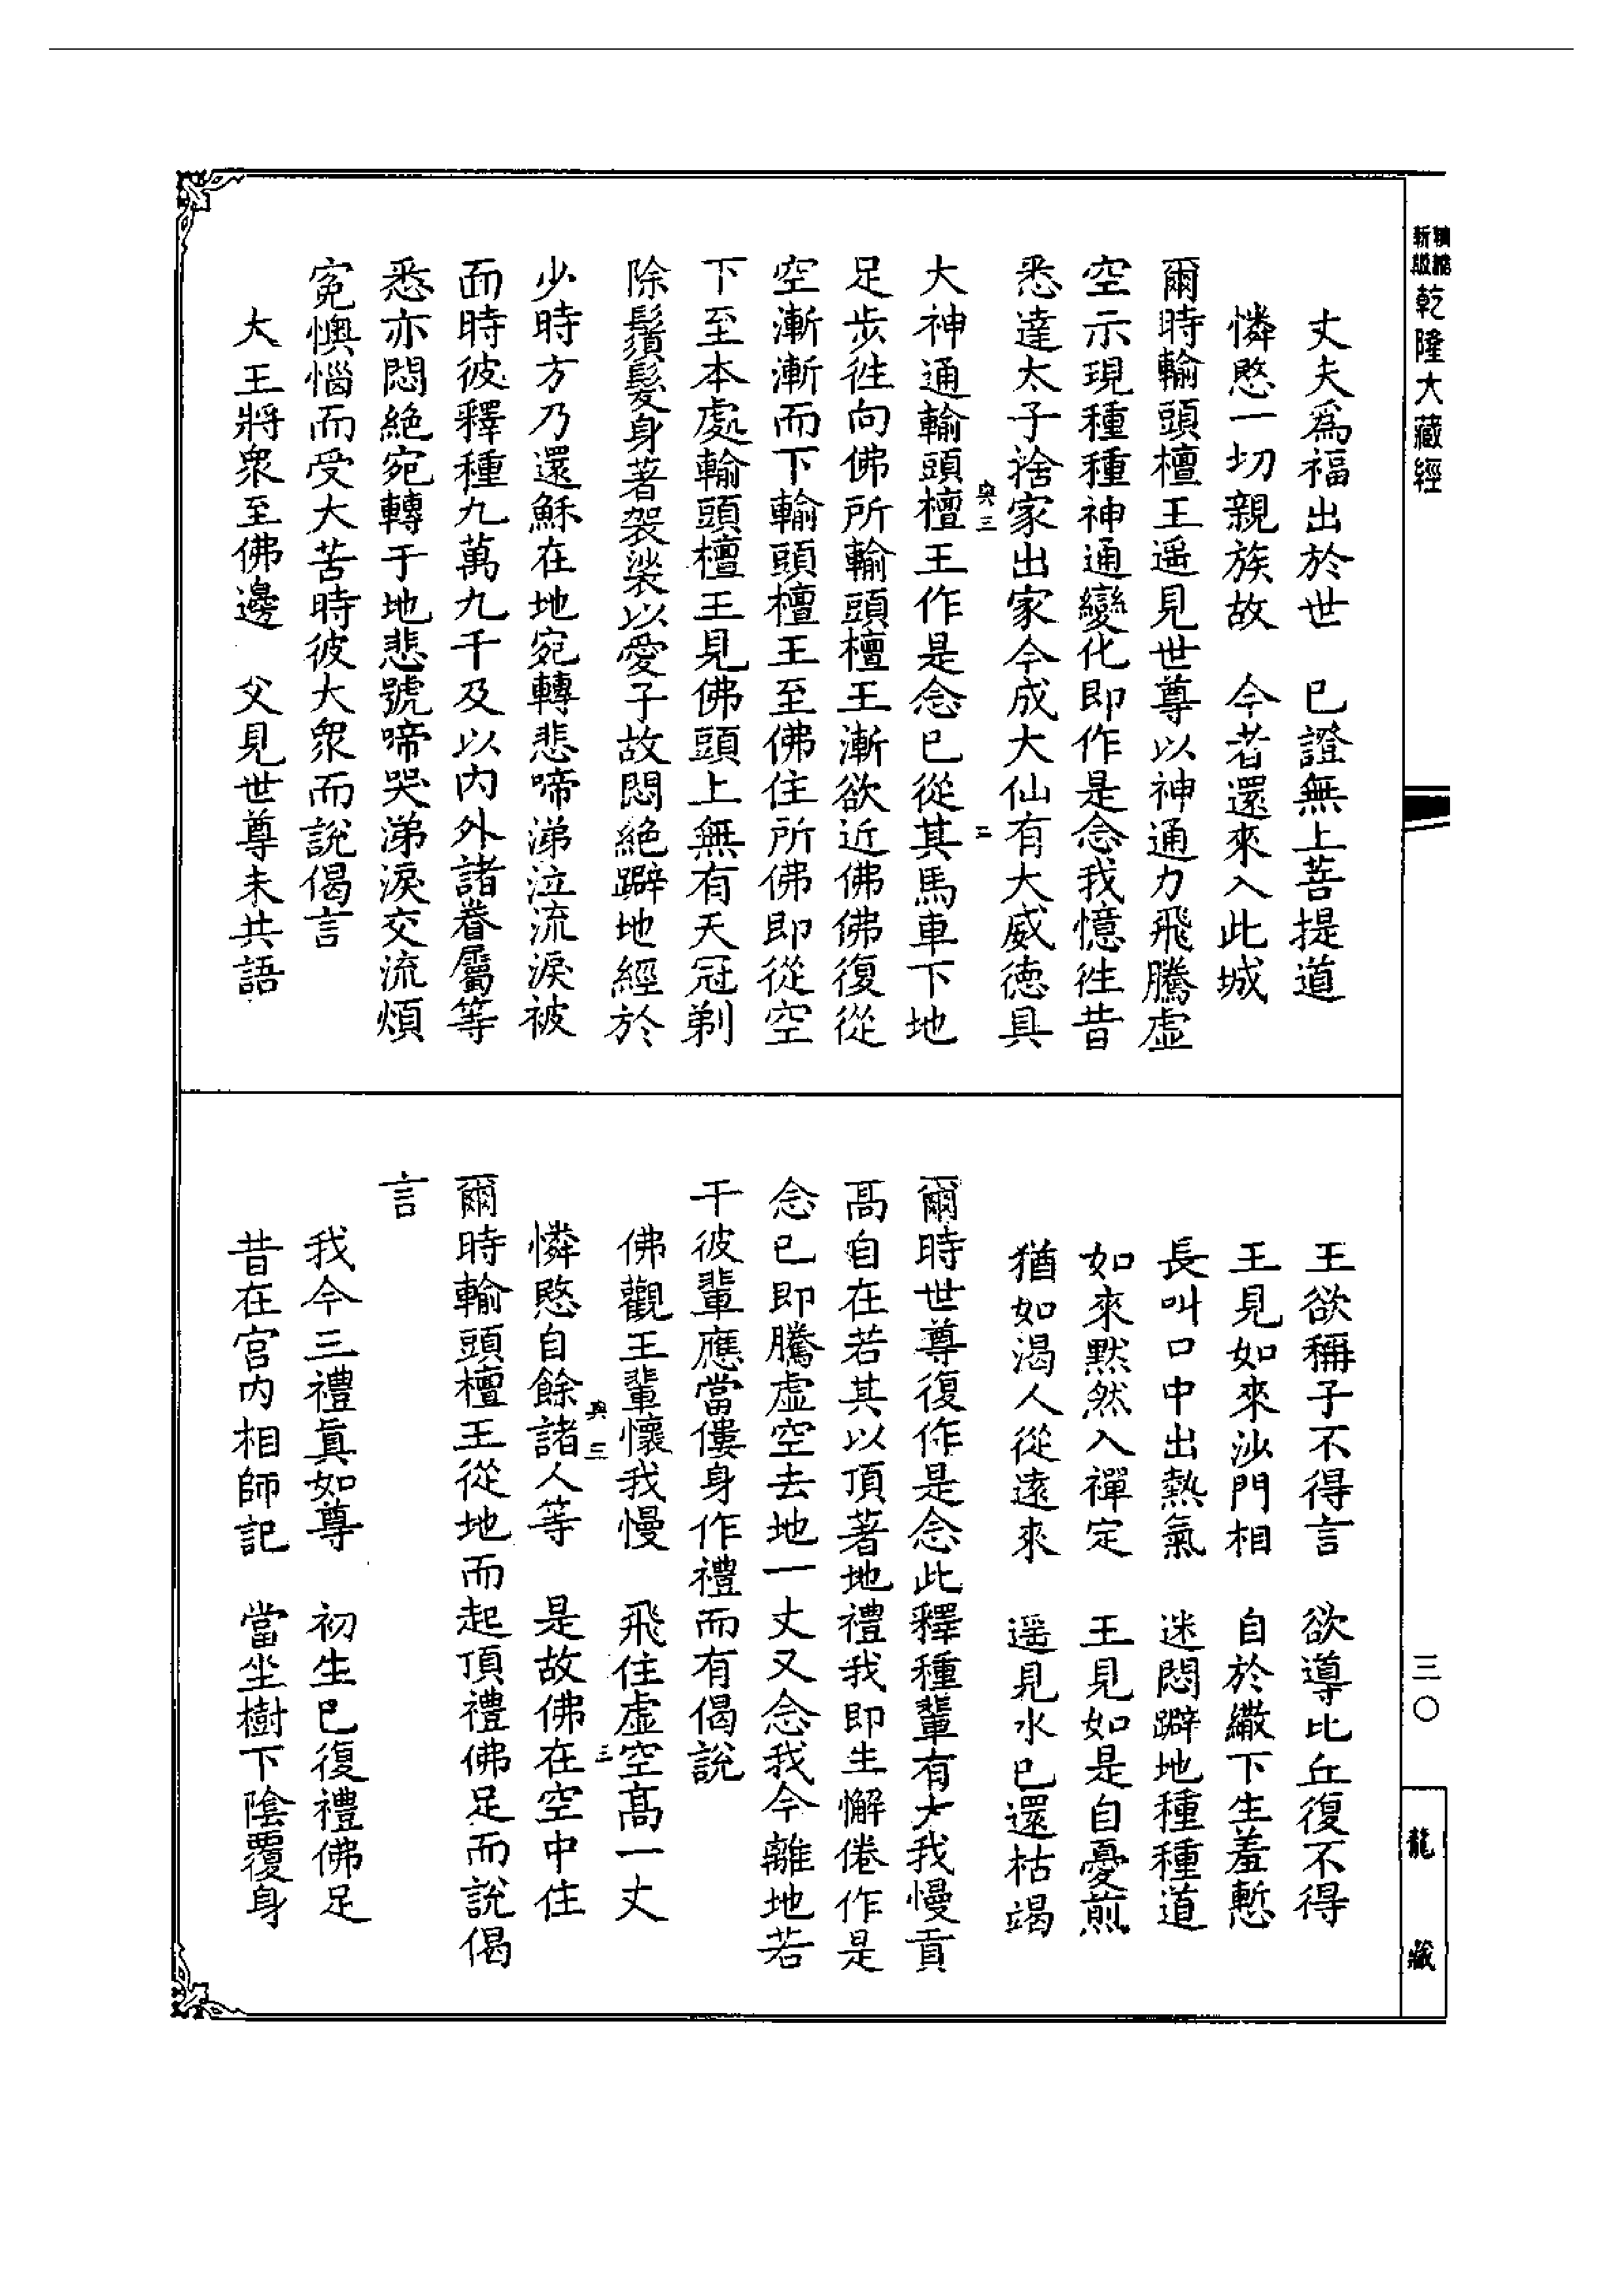 精縮
新版
乾隆大藏經
三〇
龍藏
丈夫爲福出於世　已證無上菩提道
憐愍一切親族故　今者還來入此城
爾時輸頭檀王遥見世尊以神通力飛騰虛
空示現種種神通變化即作是念我憶徃昔
悉達太子捨家出家今成大仙有大威德具
大神通輸頭檀王作是念已從其馬車下地
足步徃向佛所輸頭檀王漸欲近佛佛復從
空漸漸而下輸頭檀王至佛住所佛即從空
下至本處輸頭檀王見佛頭上無有天冠剃
除鬚髮身著袈裟以愛子故悶絕躃地經於
少時方乃還穌在地宛轉悲啼涕泣流淚被
面時彼釋種九萬九千及以內外諸眷屬等
悉亦悶絕宛轉于地悲號啼哭涕淚交流煩
寃懊惱而受大苦時彼大衆而說偈言
大王將衆至佛邊　父見世尊未共語
王欲稱子不得言　欲導比丘復不得
王見如來沙門相　自於繖下生羞慙
長叫口中出熱氣　迷悶躃地種種道
如來黙然入禪定　王見如是自憂煎
猶如渴人從遠來　遥見水已還枯竭
爾時世尊復作是念此釋種輩有大我慢貢
髙自在若其以頂著地禮我即生懈倦作是
念已即騰虛空去地一丈又念我今離地若
干彼輩應當僂身作禮而有偈說
佛觀王輩懷我慢　飛住虛空髙一丈
憐愍自餘諸人等　是故佛在空中住
爾時輸頭檀王從地而起頂禮佛足而說偈
言
我今三禮真如尊　初生已復禮佛足
昔在宮内相師記　當坐樹下陰覆身